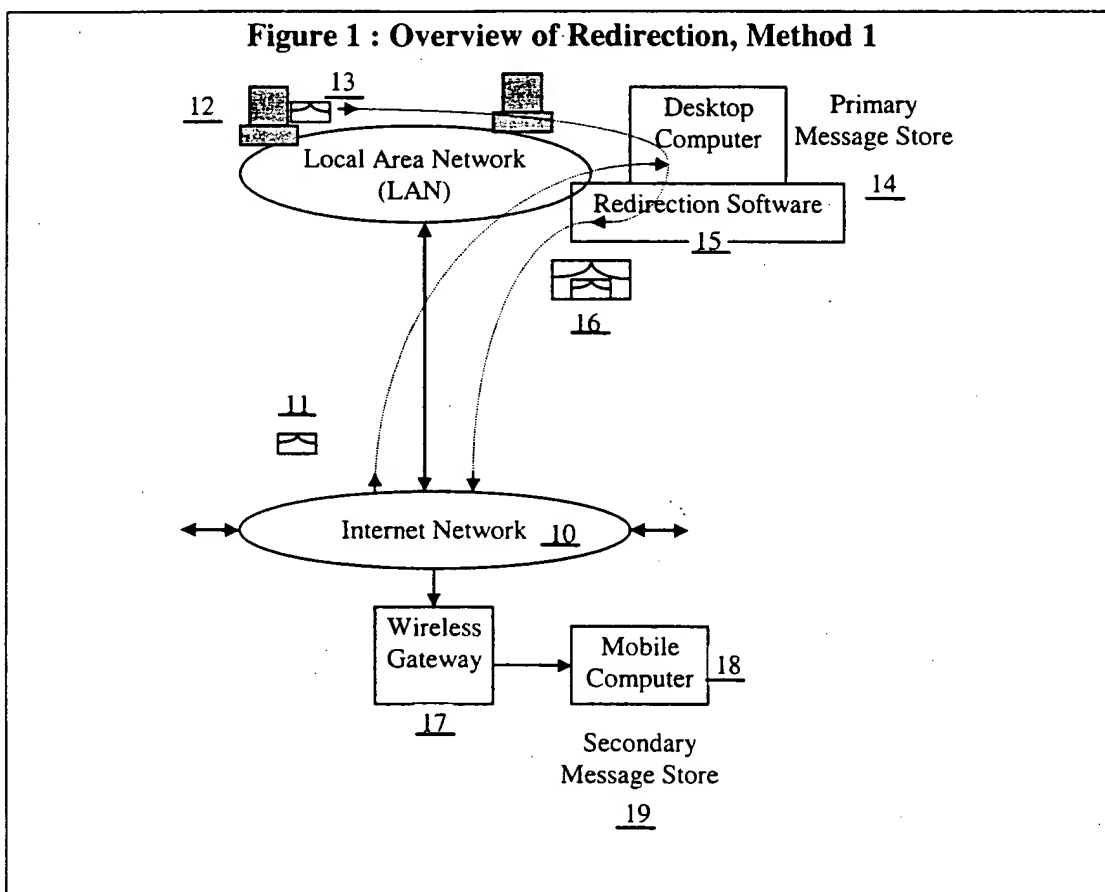 Figure 1 : Overview of Redirection, Method 1
12
13
Desktop
Computer
Primary
Message Store
14
Local Area Network
(LAN)
Redirection Software
15
16
11
Internet Network 10
Wireless
Gateway
17
Mobile
Computer
18
Secondary
Message Store
19